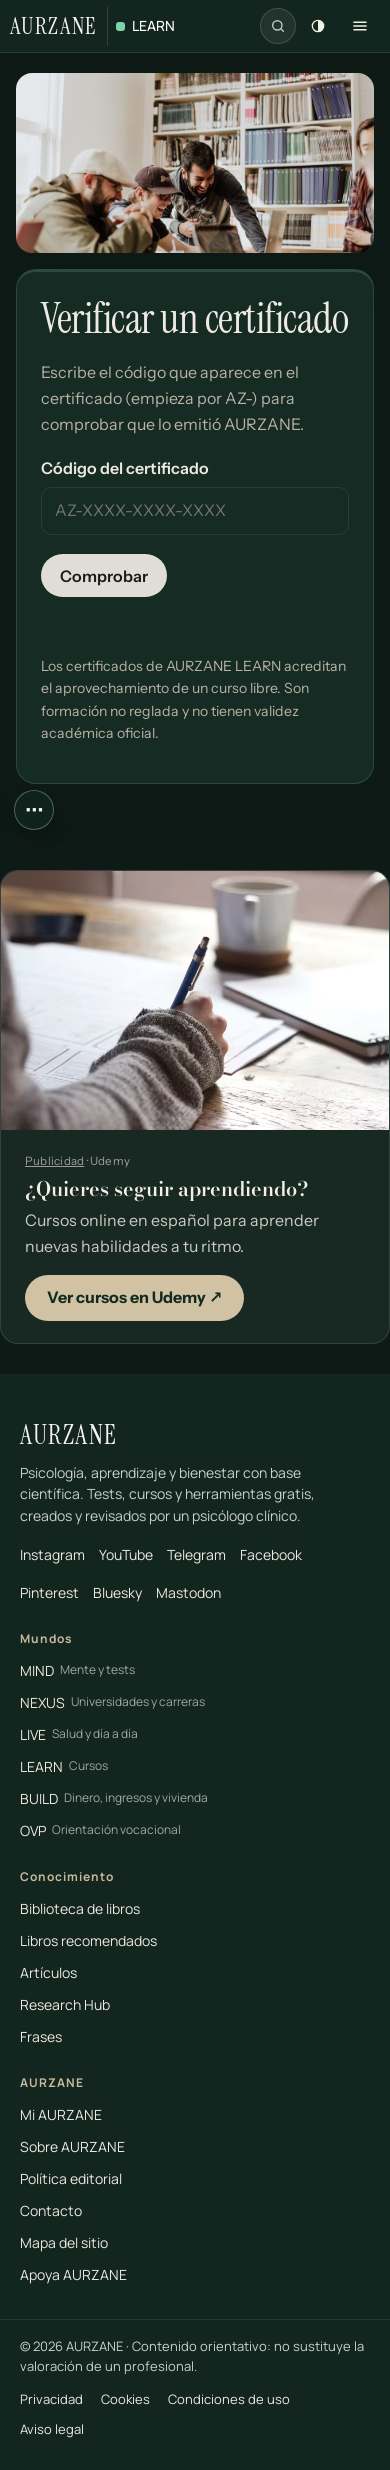 AURZANE
LEARN
Verificar un certificado
Escribe el código que aparece en el
certificado (empieza por AZ-) para
comprobar que lo emitió AURZANE.
Código del certificado
AZ-XXXX-XXXX-XXXX
Comprobar
Los certificados de AURZANE LEARN acreditan
el aprovechamiento de un curso libre. Son
formación no reglada y no tienen validez
académica oficial.
Publicidad · Udemy
¿Quieres seguir aprendiendo?
Cursos online en español para aprender
nuevas habilidades a tu ritmo.
Ver cursos en Udemy ↗
AURZANE
Psicología, aprendizaje y bienestar con base
científica. Tests, cursos y herramientas gratis,
creados y revisados por un psicólogo clínico.
Instagram YouTube Telegram Facebook
Pinterest Bluesky Mastodon
Mundos
MIND Mente y tests
NEXUS Universidades y carreras
LIVE Salud y día a día
LEARN Cursos
BUILD Dinero, ingresos y vivienda
OVP Orientación vocacional
Conocimiento
Biblioteca de libros
Libros recomendados
Artículos
Research Hub
Frases
AURZANE
Mi AURZANE
Sobre AURZANE
Política editorial
Contacto
Mapa del sitio
Apoya AURZANE
© 2026 AURZANE · Contenido orientativo: no sustituye la
valoración de un profesional.
Privacidad Cookies Condiciones de uso
Aviso legal